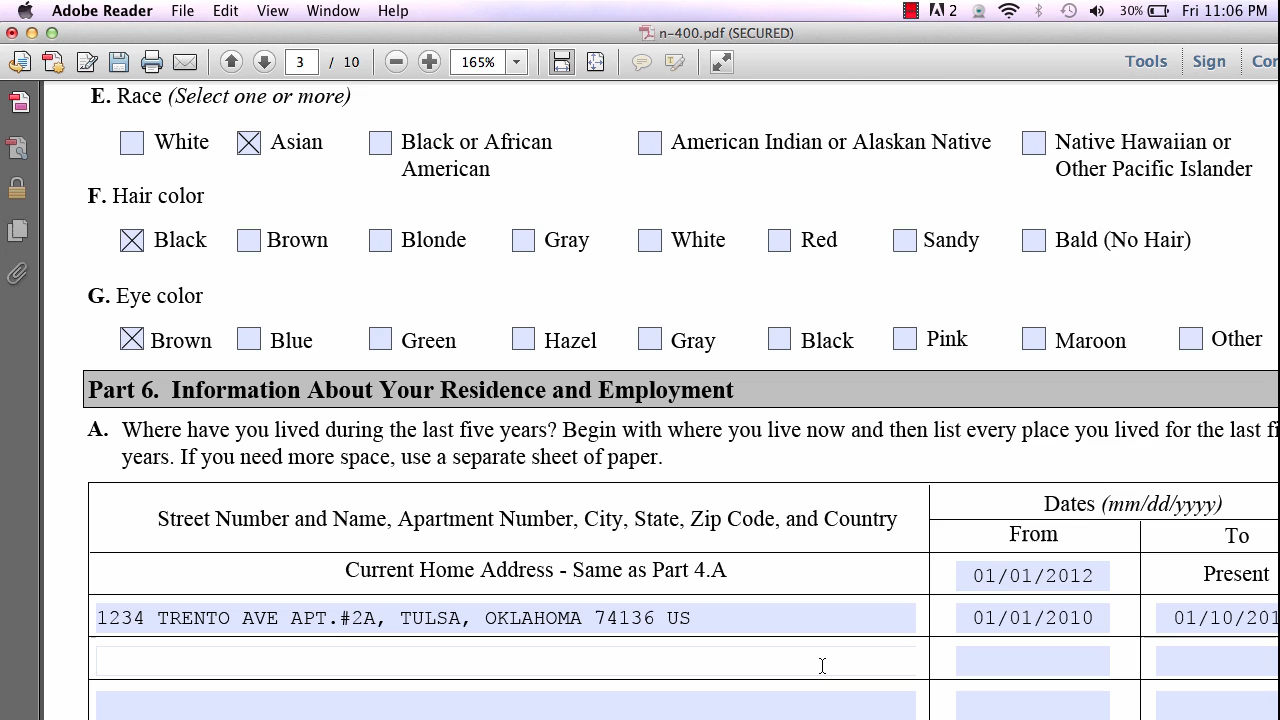 Adobe Reader File Edit View Window Help 2 30% Fri 11:06 PM
n-400.pdf (SECURED)
3 / 10 165% Tools Sign
E. Race (Select one or more)
White Asian Black or African American American Indian or Alaskan Native Native Hawaiian or Other Pacific Islander
F. Hair color
Black Brown Blonde Gray White Red Sandy Bald (No Hair)
G. Eye color
Brown Blue Green Hazel Gray Black Pink Maroon Other
Part 6. Information About Your Residence and Employment
A. Where have you lived during the last five years? Begin with where you live now and then list every place you lived for the last
years. If you need more space, use a separate sheet of paper.
Street Number and Name, Apartment Number, City, State, Zip Code, and Country
Dates (mm/dd/yyyy)
From To
Current Home Address - Same as Part 4.A 01/01/2012 Present
1234 TRENTO AVE APT.#2A, TULSA, OKLAHOMA 74136 US 01/01/2010 01/10/201